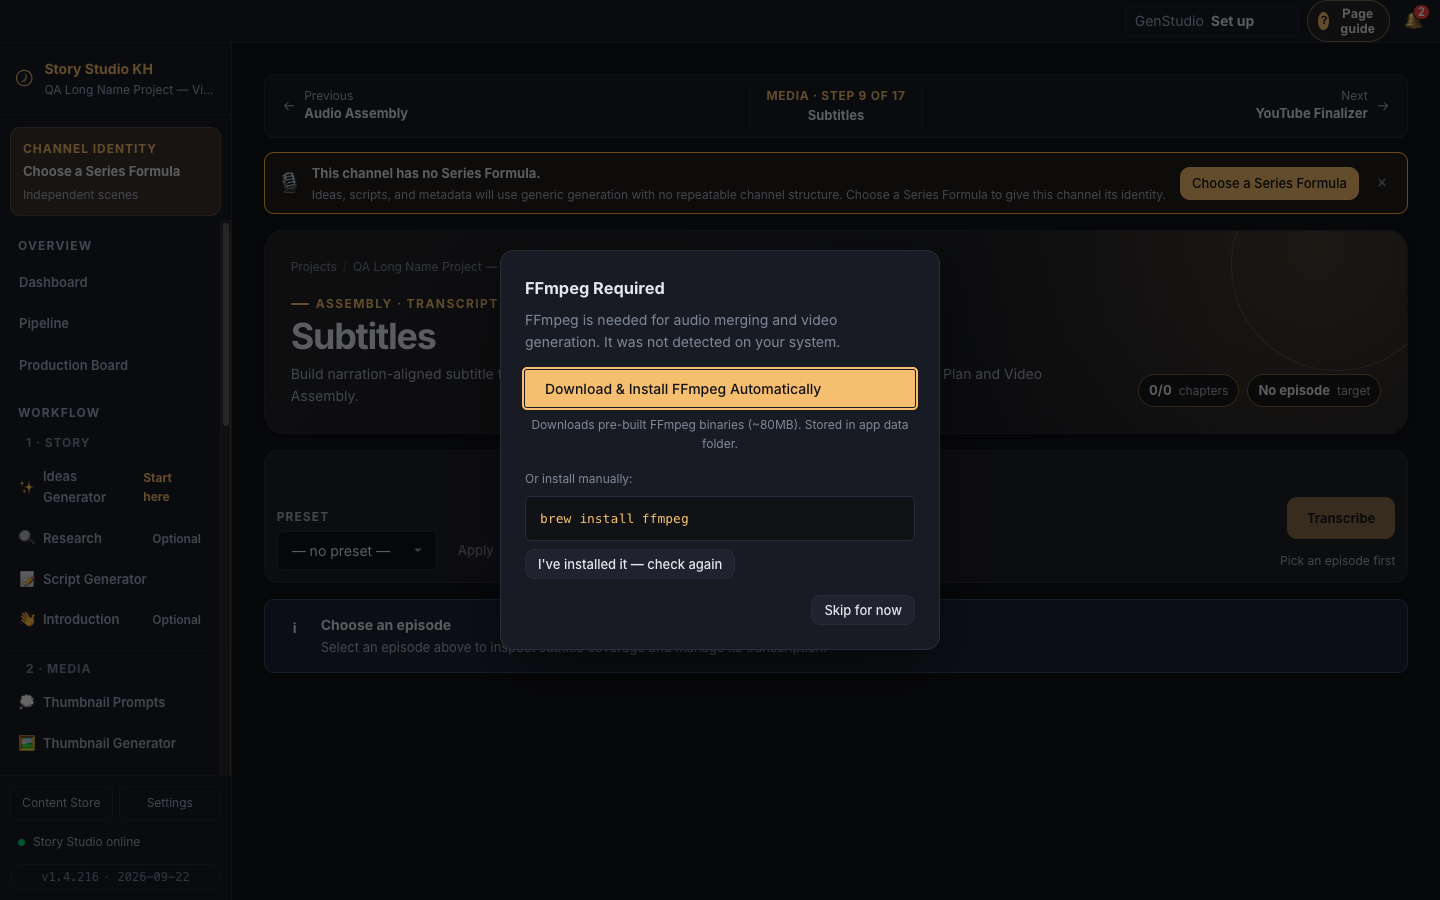 GenStudio Set up
? Page guide
2
Story Studio KH
QA Long Name Project — Vi...
CHANNEL IDENTITY
Choose a Series Formula
Independent scenes
OVERVIEW
Dashboard
Pipeline
Production Board
WORKFLOW
1 · STORY
Ideas Generator Start here
Research Optional
Script Generator
Introduction Optional
2 · MEDIA
Thumbnail Prompts
Thumbnail Generator
Content Store Settings
Story Studio online
v1.4.216 · 2026-09-22
← Previous
Audio Assembly
MEDIA · STEP 9 OF 17
Subtitles
Next →
YouTube Finalizer
This channel has no Series Formula.
Ideas, scripts, and metadata will use generic generation with no repeatable channel structure. Choose a Series Formula to give this channel its identity.
Choose a Series Formula ×
Projects / QA Long Name Project —
ASSEMBLY · TRANSCRIPT
Subtitles
Build narration-aligned subtitle
Plan and Video
Assembly.
0/0 chapters No episode target
PRESET
— no preset — Apply
Transcribe
Pick an episode first
i Choose an episode
Select an episode above to inspect subtitle coverage and manage its transcription.
FFmpeg Required
FFmpeg is needed for audio merging and video
generation. It was not detected on your system.
Download & Install FFmpeg Automatically
Downloads pre-built FFmpeg binaries (~80MB). Stored in app data
folder.
Or install manually:
brew install ffmpeg
I've installed it — check again
Skip for now